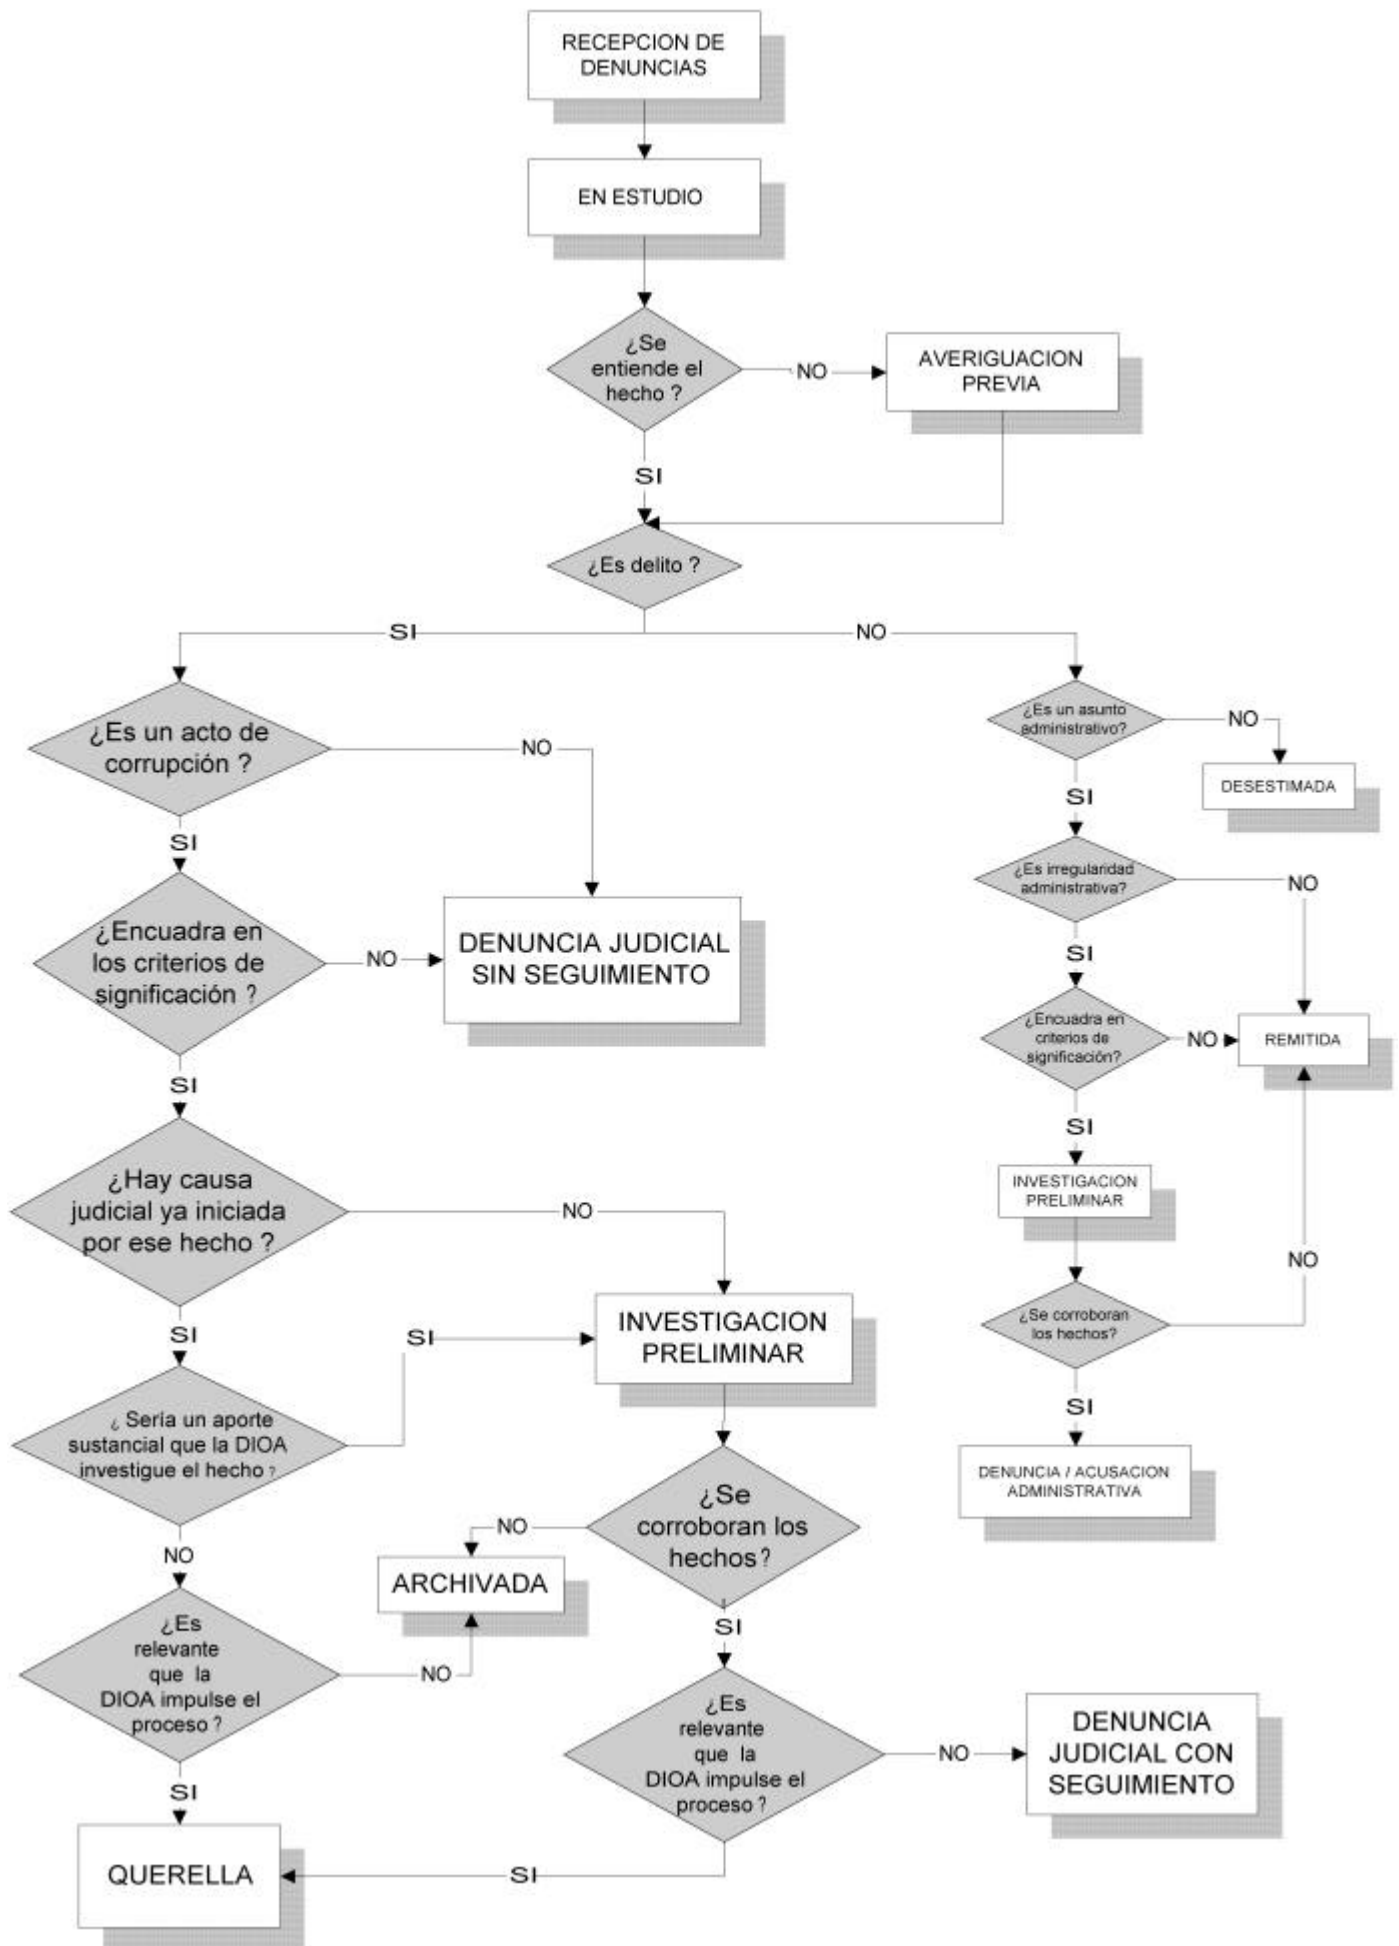 RECEPCION DE
DENUNCIAS
EN ESTUDIO
¿Se
entiende el
hecho ?
NO
AVERIGUACION
PREVIA
SI
¿Es delito ?
SI
NO
¿Es un acto de
corrupción ?
NO
¿Es un asunto
administrativo?
NO
DESESTIMADA
SI
SI
¿Encuadra en
los criterios de
significación ?
NO
DENUNCIA JUDICIAL
SIN SEGUIMIENTO
¿Es irregularidad
administrativa?
NO
SI
¿Encuadra en
criterios de
significación?
NO
REMITIDA
SI
SI
¿Hay causa
judicial ya iniciada
por ese hecho ?
NO
INVESTIGACION
PRELIMINAR
NO
SI
SI
INVESTIGACION
PRELIMINAR
¿Se corroboran
los hechos?
SI
¿ Sería un aporte
sustancial que la DIOA
investigue el hecho ?
DENUNCIA / ACUSACION
ADMINISTRATIVA
¿Se
corroboran los
hechos?
NO
NO
ARCHIVADA
SI
¿Es
relevante
que la
DIOA impulse el
proceso ?
NO
¿Es
relevante
que la
DIOA impulse el
proceso ?
NO
DENUNCIA
JUDICIAL CON
SEGUIMIENTO
SI
QUERELLA
SI